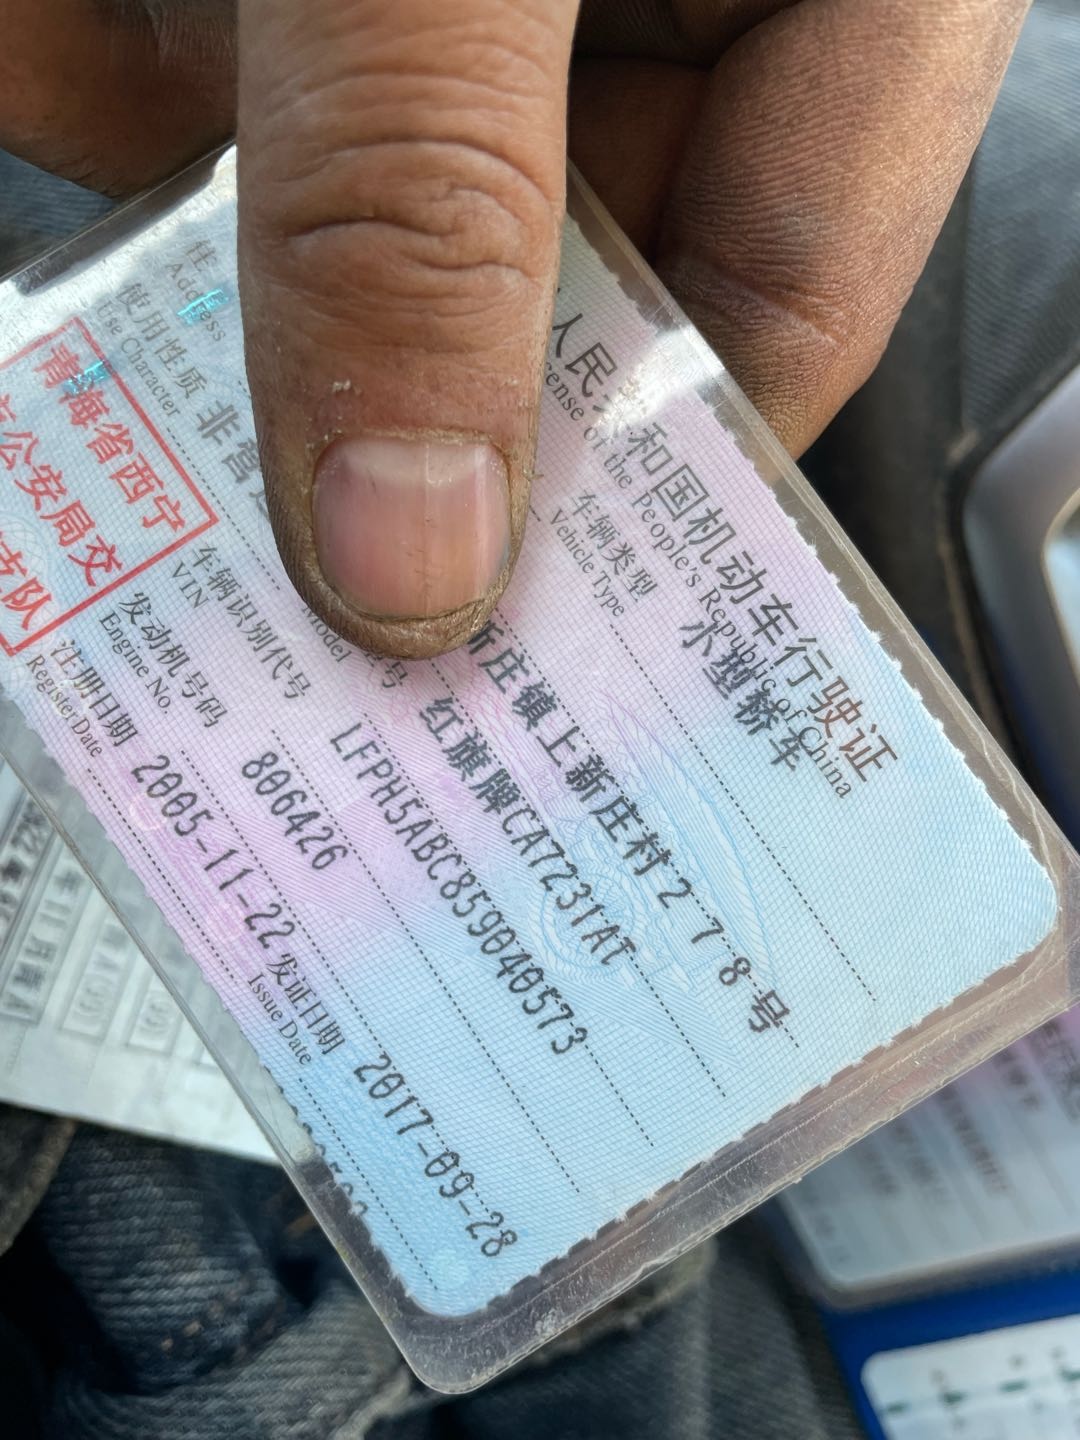 人民共和国机动车行驶证
cense of the People's Republic of China
车辆类型 小型轿车
Vehicle Type
住
Address
新庄镇上新庄村278号
使用性质 非营
Use Character
型号 红旗牌CA7231AT
Model
青海省西宁
公安局交
支队
车辆识别代号 LFPH5ABC859040573
VIN
发动机号码 806426
Engine No.
注册日期 2005-11-22 发证日期 2017-09-28
Register Date Issue Date